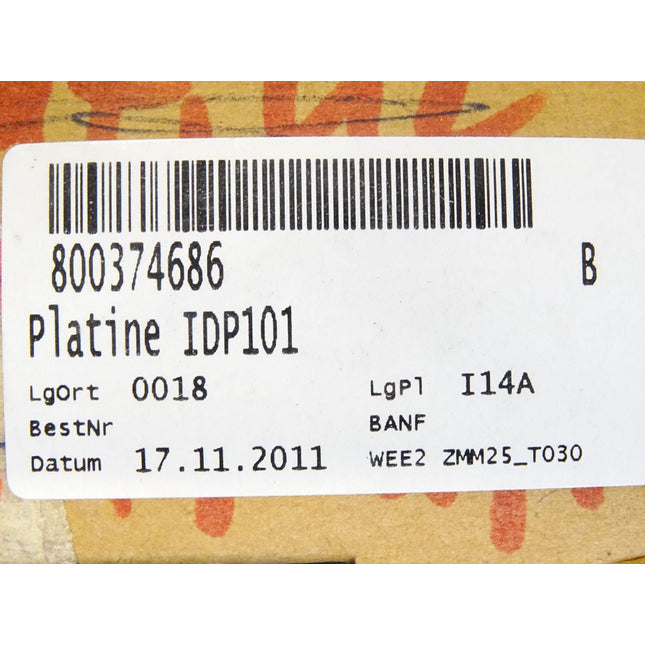 800374686 B
Platine IDP101
LgOrt 0018 LgPl I14A
BestNr BANF
Datum 17.11.2011 WEE2 ZMM25_T030